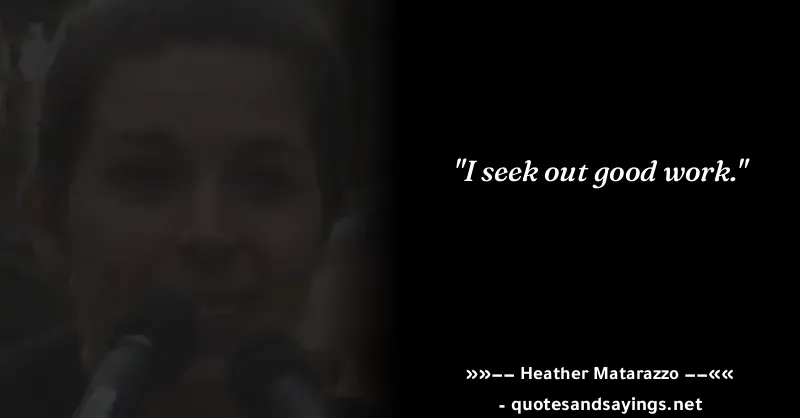 "I seek out good work."
»»–– Heather Matarazzo ––««
- quotesandsayings.net